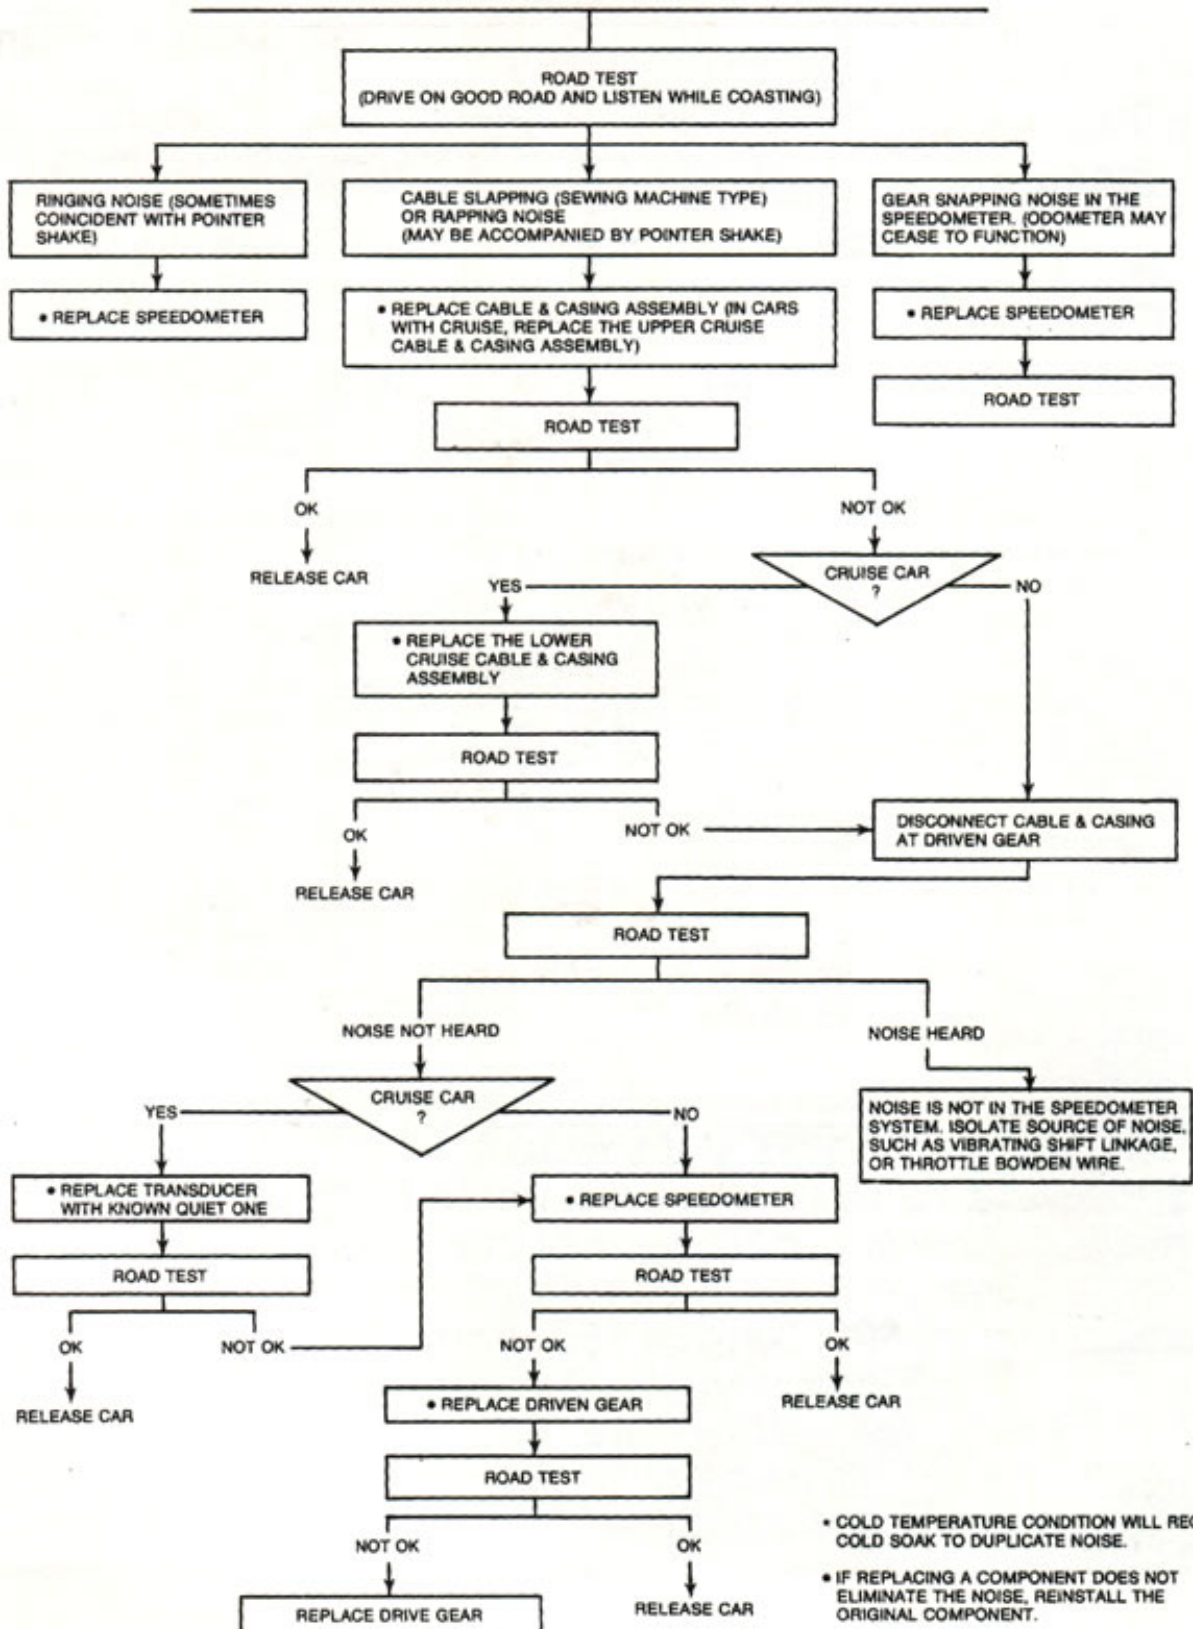 ROAD TEST
(DRIVE ON GOOD ROAD AND LISTEN WHILE COASTING)
RINGING NOISE (SOMETIMES
COINCIDENT WITH POINTER
SHAKE)
• REPLACE SPEEDOMETER
CABLE SLAPPING (SEWING MACHINE TYPE)
OR RAPPING NOISE
(MAY BE ACCOMPANIED BY POINTER SHAKE)
• REPLACE CABLE & CASING ASSEMBLY (IN CARS
WITH CRUISE, REPLACE THE UPPER CRUISE
CABLE & CASING ASSEMBLY)
GEAR SNAPPING NOISE IN THE
SPEEDOMETER. (ODOMETER MAY
CEASE TO FUNCTION)
• REPLACE SPEEDOMETER
ROAD TEST
ROAD TEST
OK
RELEASE CAR
NOT OK
CRUISE CAR
?
YES
NO
• REPLACE THE LOWER
CRUISE CABLE & CASING
ASSEMBLY
ROAD TEST
OK
RELEASE CAR
NOT OK
DISCONNECT CABLE & CASING
AT DRIVEN GEAR
ROAD TEST
NOISE NOT HEARD
NOISE HEARD
CRUISE CAR
?
YES
NO
NOISE IS NOT IN THE SPEEDOMETER
SYSTEM. ISOLATE SOURCE OF NOISE,
SUCH AS VIBRATING SHIFT LINKAGE,
OR THROTTLE BOWDEN WIRE.
• REPLACE TRANSDUCER
WITH KNOWN QUIET ONE
ROAD TEST
OK
RELEASE CAR
NOT OK
• REPLACE SPEEDOMETER
ROAD TEST
NOT OK
OK
RELEASE CAR
• REPLACE DRIVEN GEAR
ROAD TEST
NOT OK
OK
REPLACE DRIVE GEAR
RELEASE CAR
• COLD TEMPERATURE CONDITION WILL
COLD SOAK TO DUPLICATE NOISE.
• IF REPLACING A COMPONENT DOES NOT
ELIMINATE THE NOISE, REINSTALL THE
ORIGINAL COMPONENT.